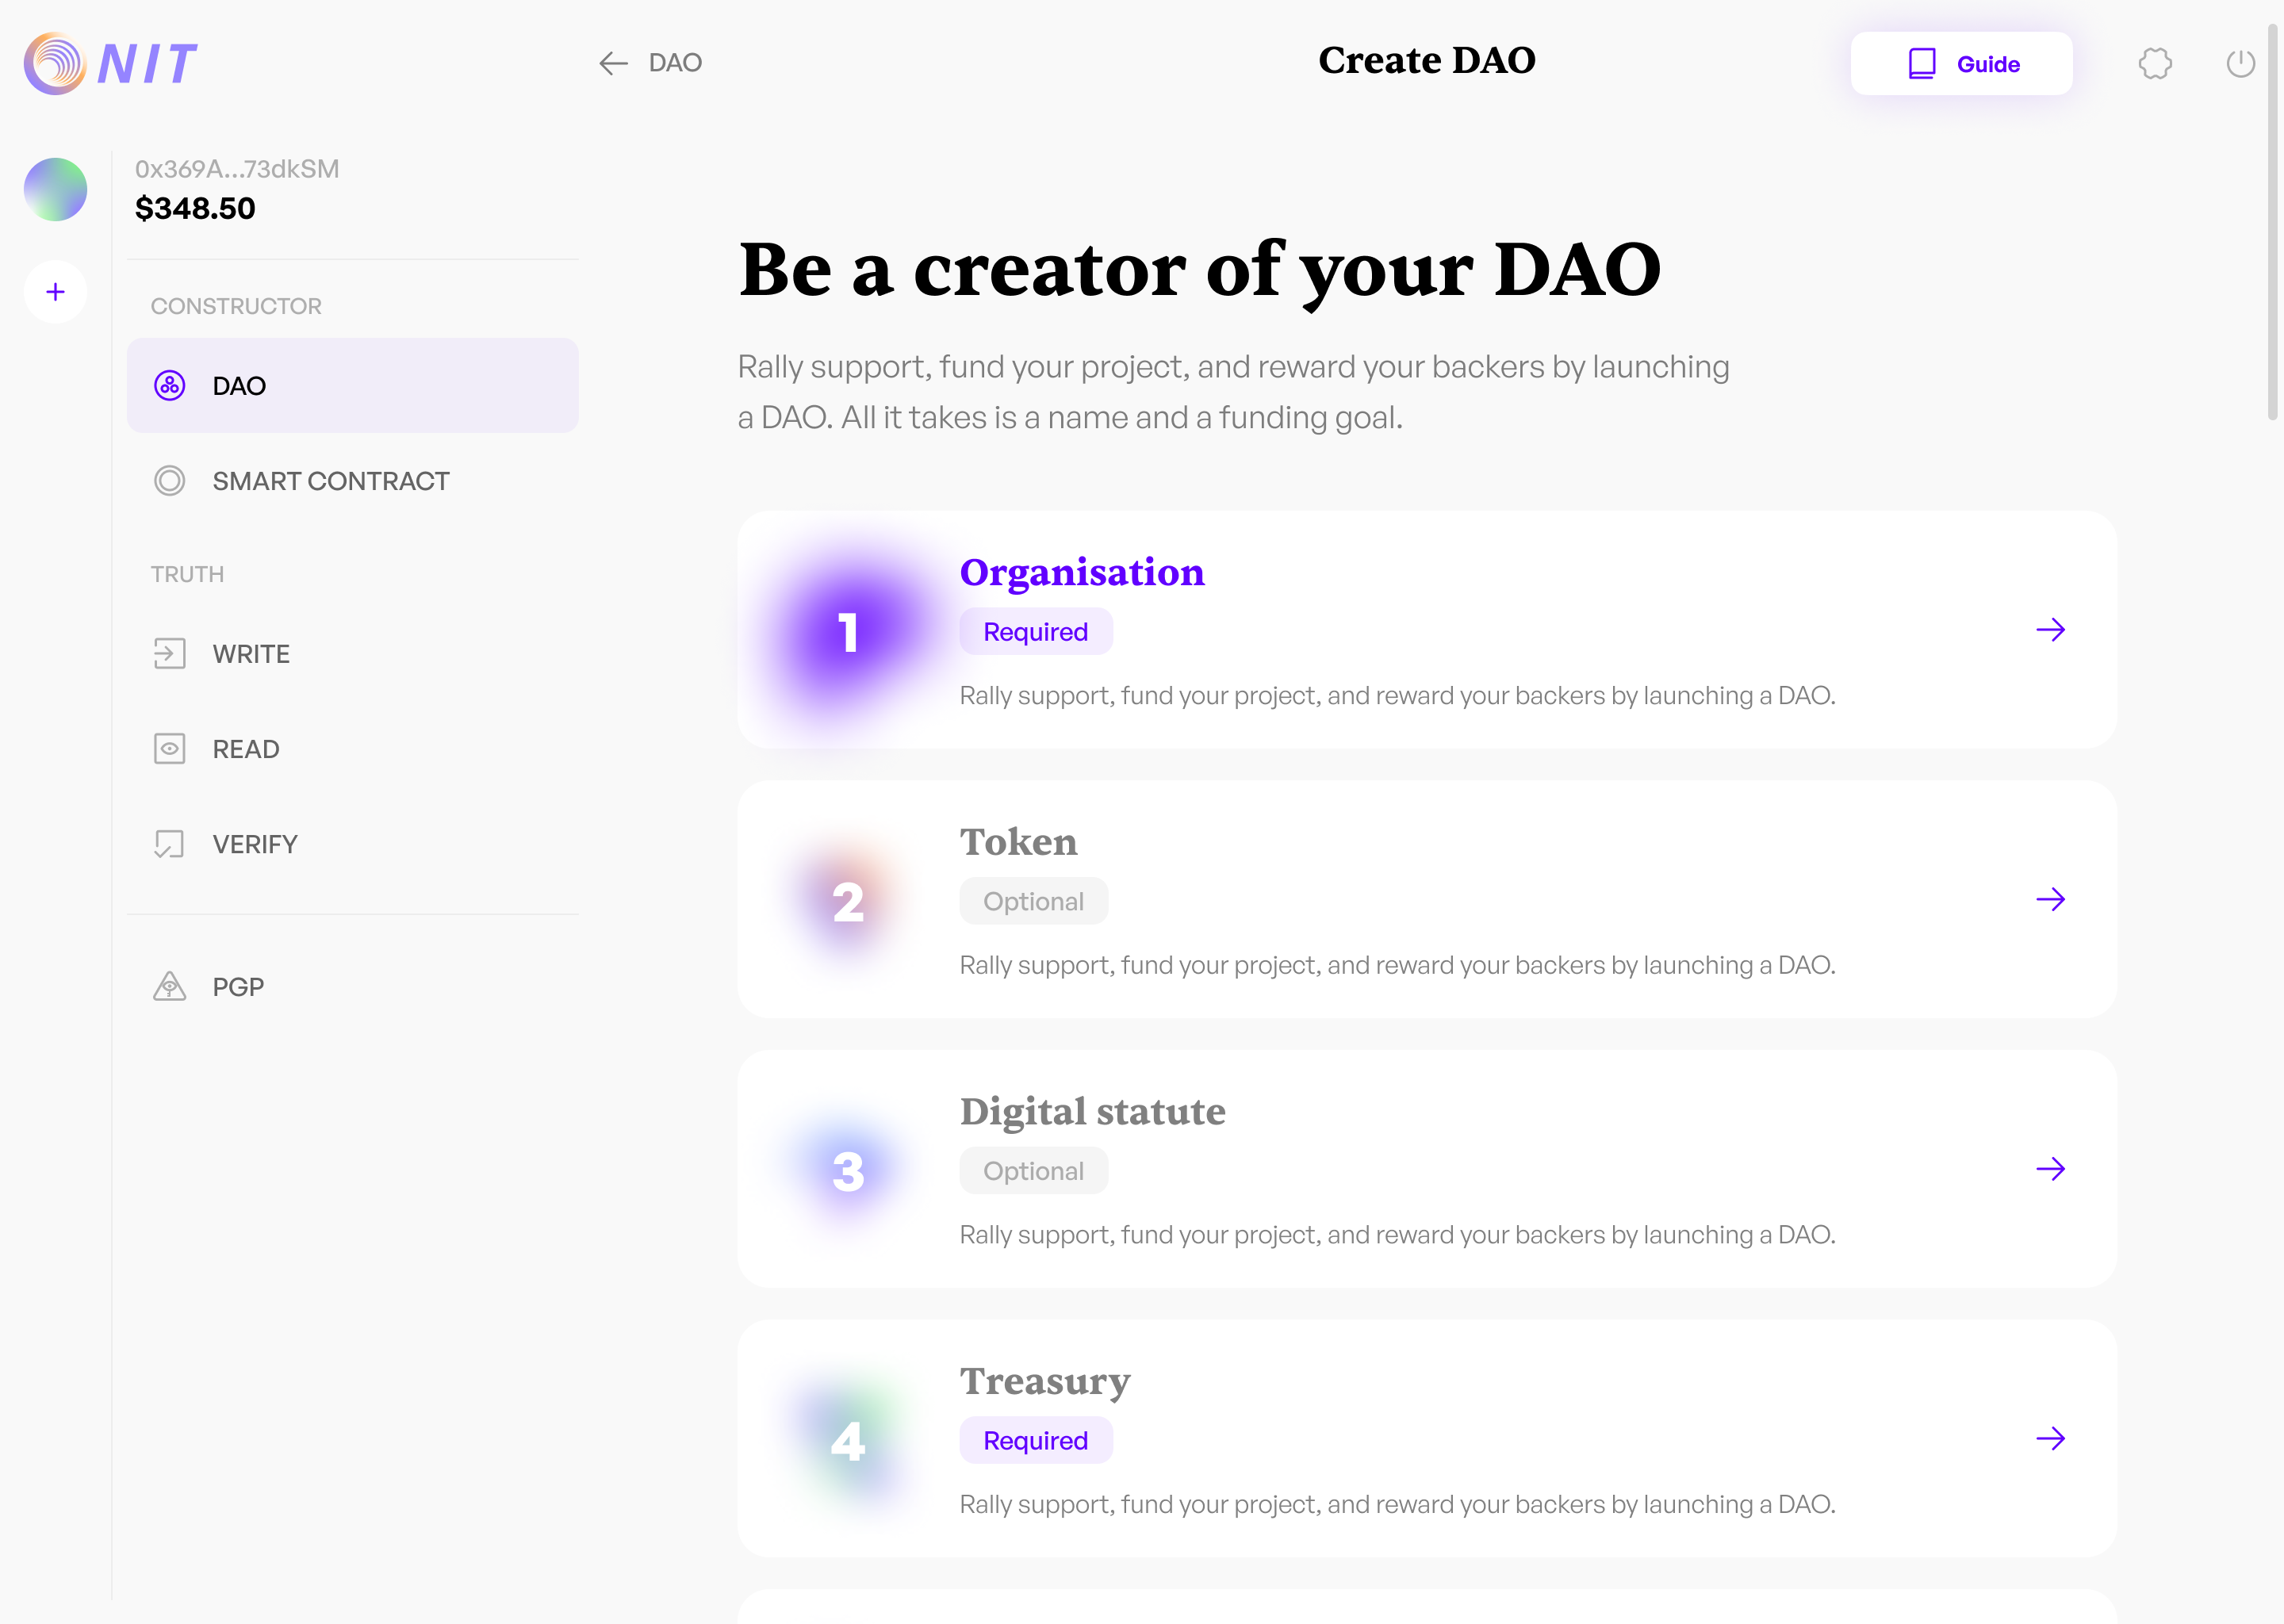 NIT
DAO
Create DAO
Guide
0x369A...73dkSM
$348.50
CONSTRUCTOR
DAO
SMART CONTRACT
TRUTH
WRITE
READ
VERIFY
PGP
Be a creator of your DAO
Rally support, fund your project, and reward your backers by launching
a DAO. All it takes is a name and a funding goal.
1
Organisation
Required
Rally support, fund your project, and reward your backers by launching a DAO.
2
Token
Optional
Rally support, fund your project, and reward your backers by launching a DAO.
3
Digital statute
Optional
Rally support, fund your project, and reward your backers by launching a DAO.
4
Treasury
Required
Rally support, fund your project, and reward your backers by launching a DAO.